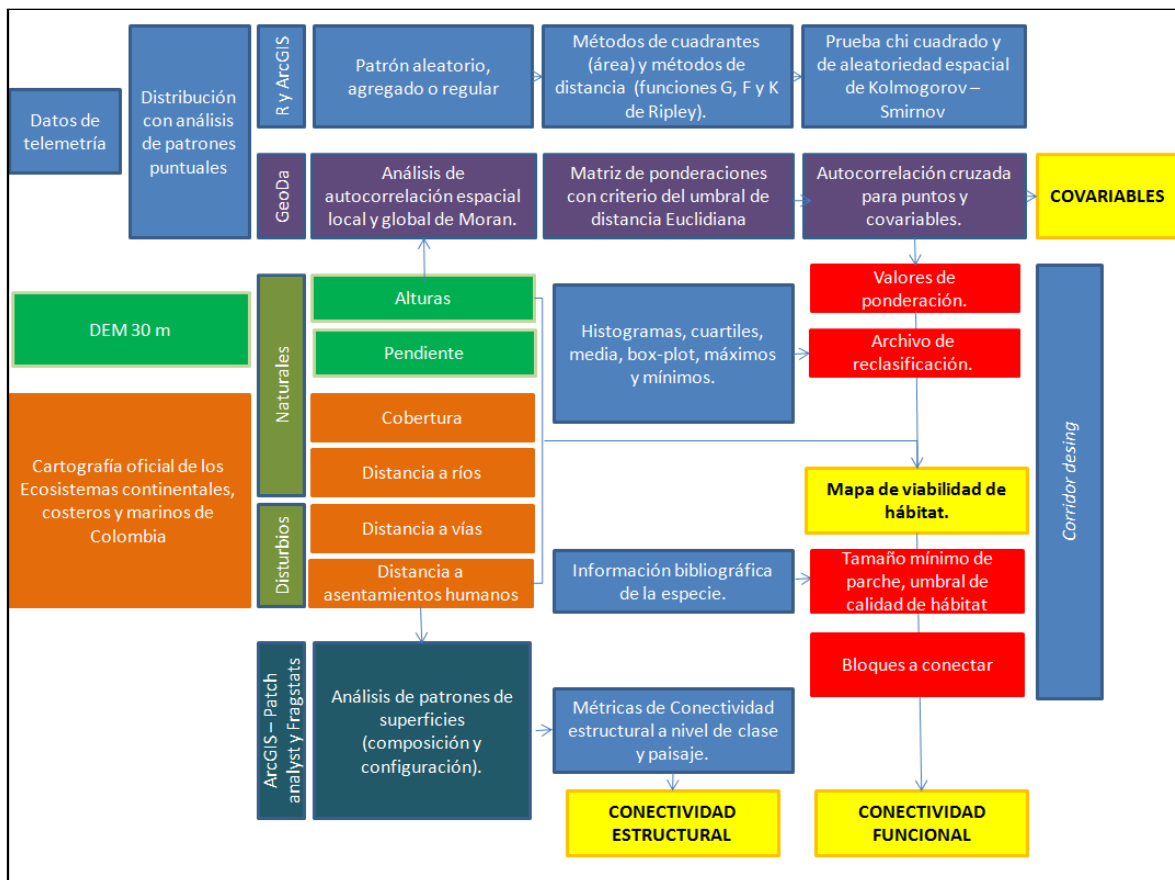 Datos de
telemetría
Distribución
con análisis
de patrones
puntuales
R y ArcGIS
Patrón aleatorio,
agregado o regular
Métodos de cuadrantes
(área) y métodos de
distancia (funciones G, F y K
de Ripley).
Prueba chi cuadrado y
de aleatoriedad espacial
de Kolmogorov –
Smirnov
GeoDa
Análisis de
autocorrelación espacial
local y global de Moran.
Matriz de ponderaciones
con criterio del umbral de
distancia Euclidiana
Autocorrelación cruzada
para puntos y
covariables.
COVARIABLES
DEM 30 m
Naturales
Alturas
Pendiente
Histogramas, cuartiles,
media, box-plot, máximos
y mínimos.
Valores de
ponderación.
Archivo de
reclasificación.
Corridor desing
Cartografía oficial de los
Ecosistemas continentales,
costeros y marinos de
Colombia
Cobertura
Distancia a ríos
Disturbios
Distancia a vías
Distancia a
asentamientos humanos
Mapa de viabilidad de
hábitat.
Información bibliográfica
de la especie.
Tamaño mínimo de
parche, umbral de
calidad de hábitat
Bloques a conectar
ArcGIS – Patch
analyst y Fragstats
Análisis de patrones de
superficies
(composición y
configuración).
Métricas de Conectividad
estructural a nivel de clase
y paisaje.
CONECTIVIDAD
ESTRUCTURAL
CONECTIVIDAD
FUNCIONAL